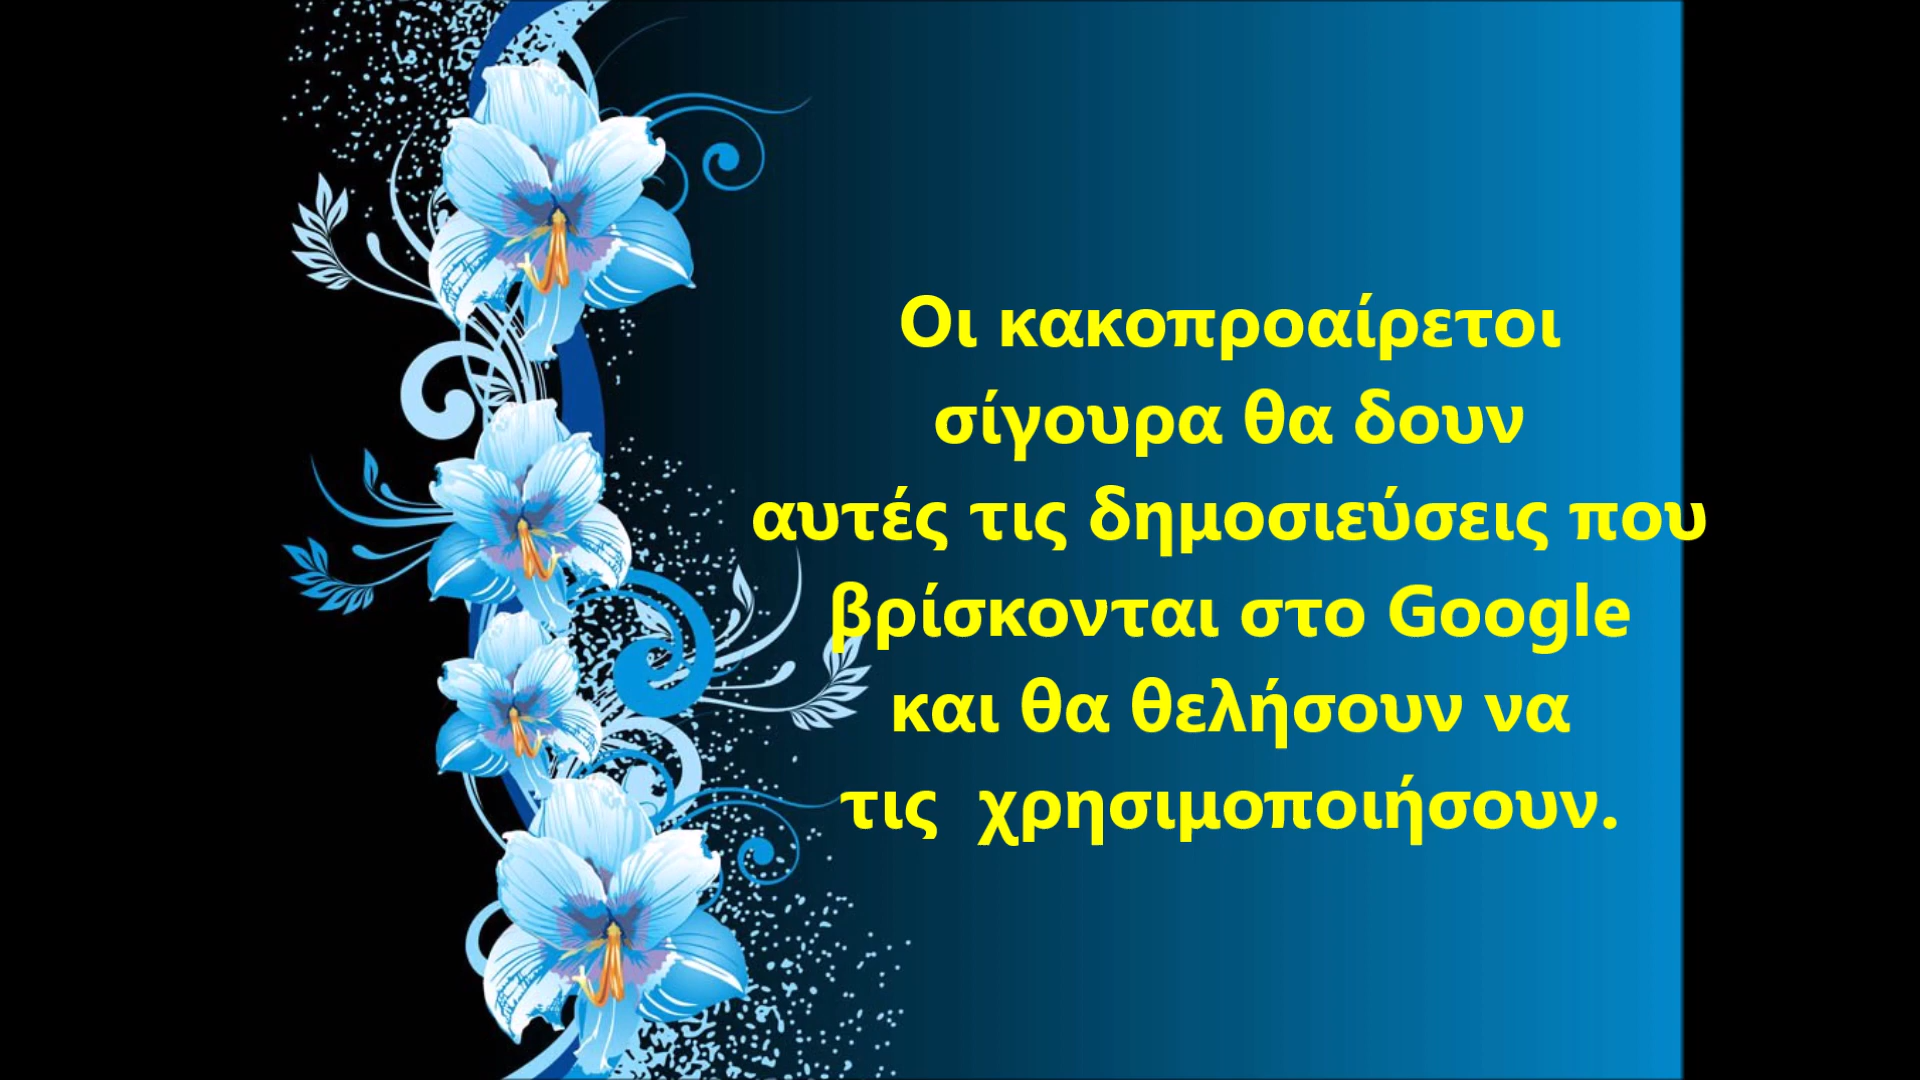 Οι κακοπροαίρετοι
σίγουρα θα δουν
αυτές τις δημοσιεύσεις που
βρίσκονται στο Google
και θα θελήσουν να
τις  χρησιμοποιήσουν.